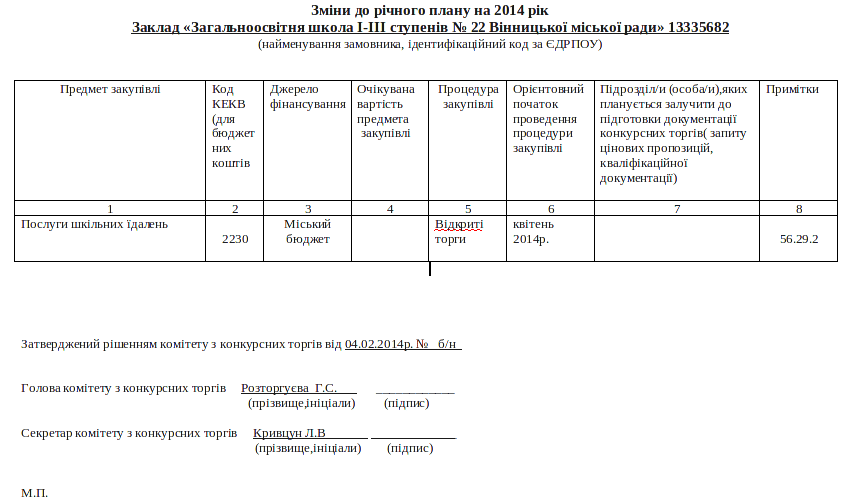 Зміни до річного плану на 2014 рік
Заклад «Загальноосвітня школа І-ІІІ ступенів № 22 Вінницької міської ради» 13335682
(найменування замовника, ідентифікаційний код за ЄДРПОУ)
Предмет закупівлі
Код
КЕКВ
(для
бюджет
них
коштів
Джерело
фінансування
Очікувана
вартість
предмета
закупівлі
Процедура
закупівлі
Орієнтовний
початок
проведення
процедури
закупівлі
Підрозділ/и (особа/и),яких
планується залучити до
підготовки документації
конкурсних торгів( запиту
цінових пропозицій,
кваліфікаційної
документації)
Примітки
1 2 3 4 5 6 7 8
Послуги шкільних їдалень
2230
Міський
бюджет
Відкриті
торги
квітень
2014р.
56.29.2
Затверджений рішенням комітету з конкурсних торгів від 04.02.2014р. № б/н
Голова комітету з конкурсних торгів Розторгуєва Г.С.
(прізвище,ініціали) (підпис)
Секретар комітету з конкурсних торгів Кривцун Л.В
(прізвище,ініціали) (підпис)
М.П.